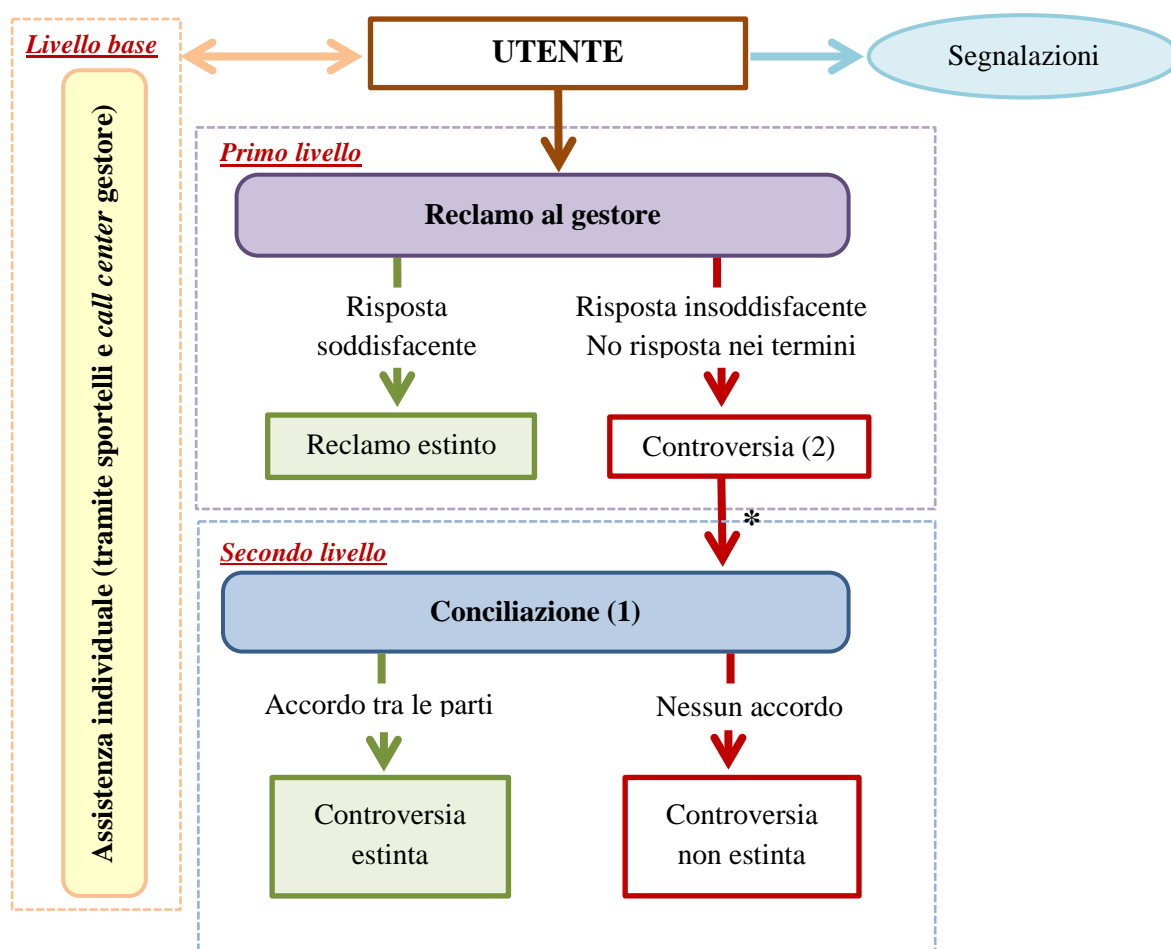 Livello base
UTENTE
Segnalazioni
Assistenza individuale (tramite sportelli e call center gestore)
Primo livello
Reclamo al gestore
Risposta
soddisfacente
Risposta insoddisfacente
No risposta nei termini
Reclamo estinto
Controversia (2)
*
Secondo livello
Conciliazione (1)
Accordo tra le parti
Nessun accordo
Controversia
estinta
Controversia
non estinta